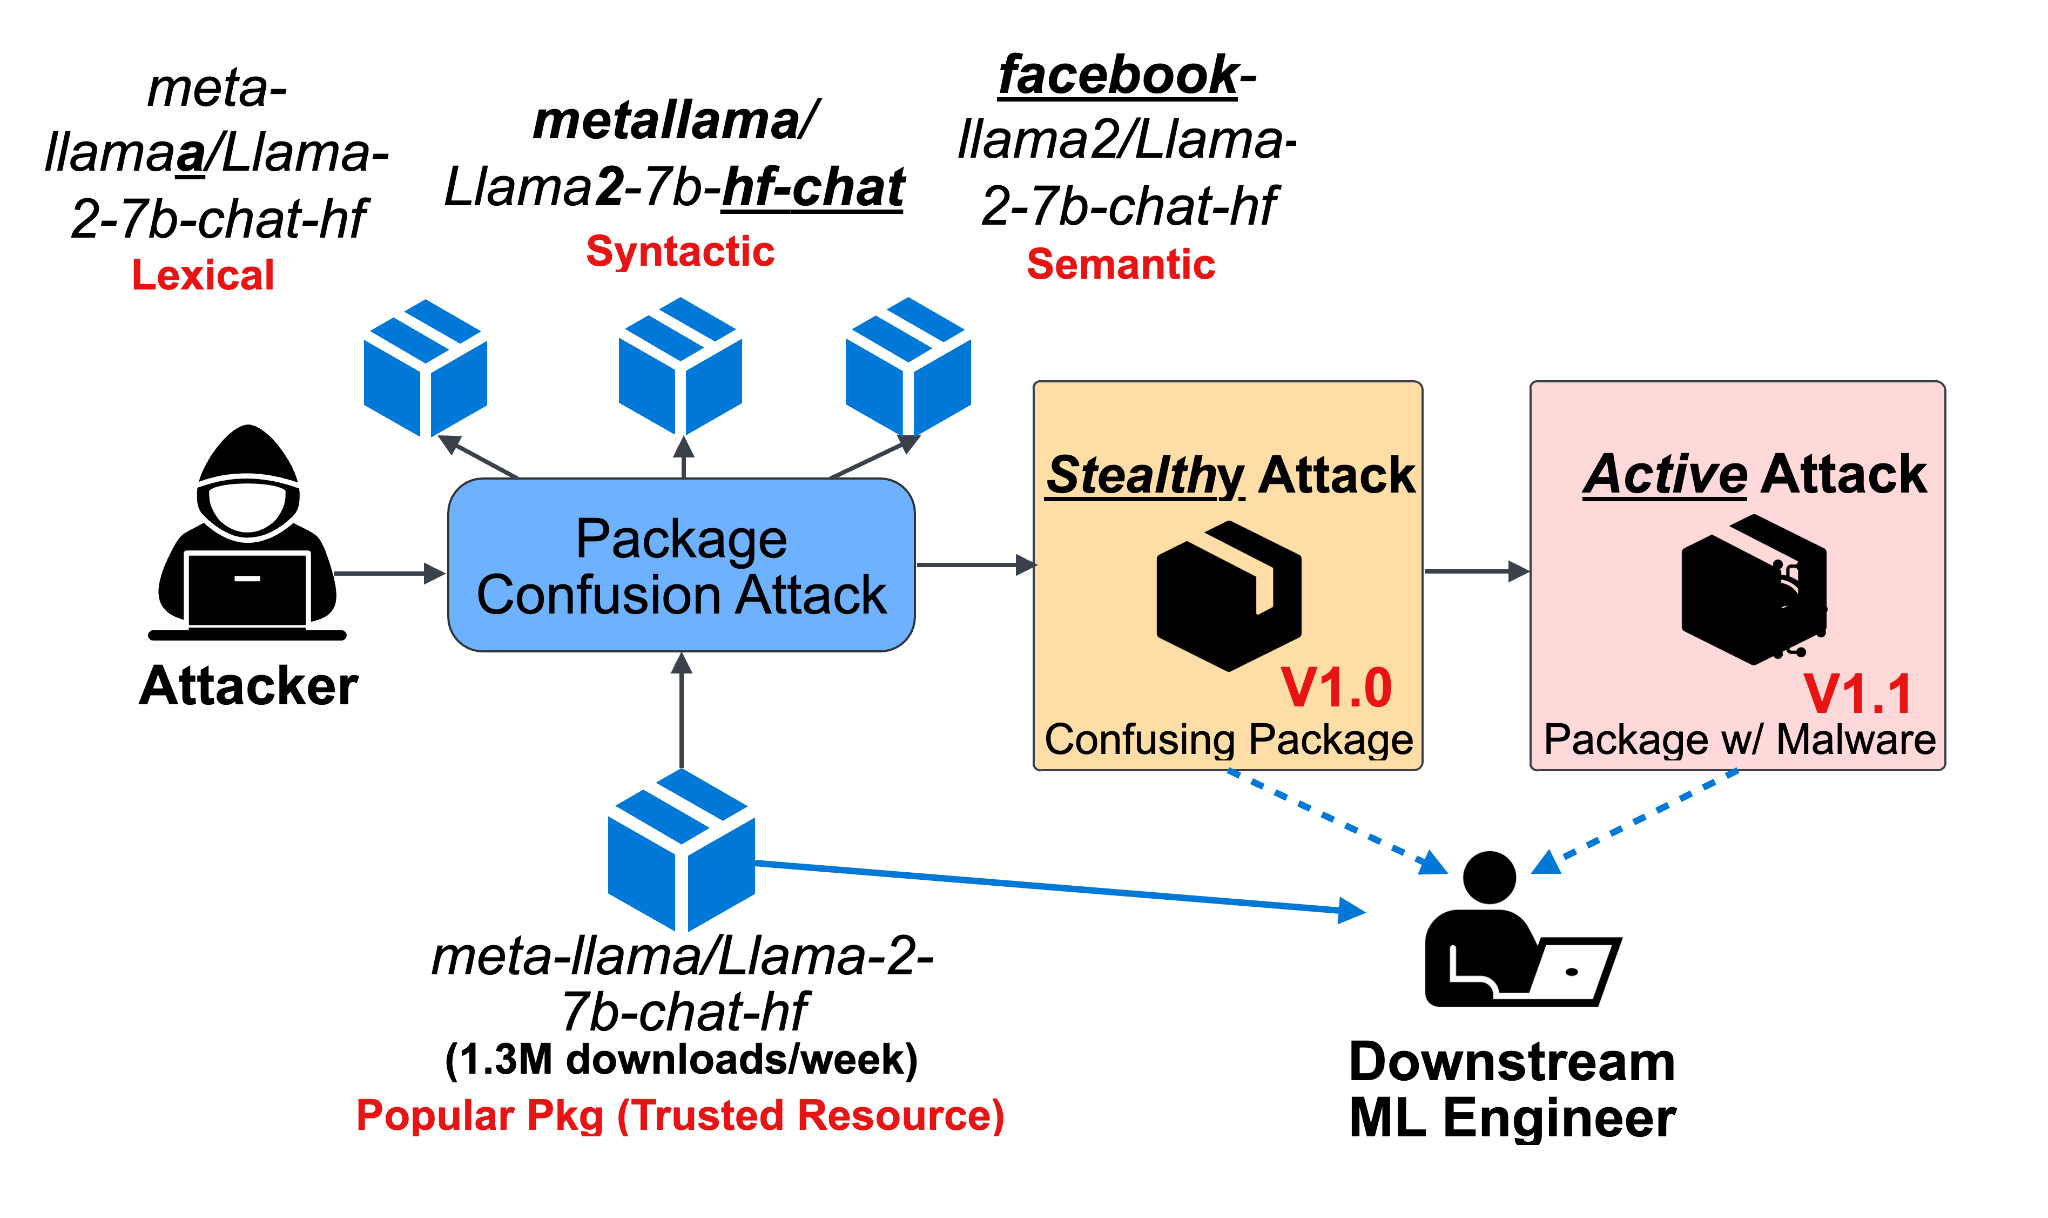 meta-
llamaa/Llama-
2-7b-chat-hf
Lexical
metallama/
Llama2-7b-hf-chat
Syntactic
facebook-
llama2/Llama-
2-7b-chat-hf
Semantic
Attacker
Package
Confusion Attack
Stealthy Attack
V1.0
Confusing Package
Active Attack
V1.1
Package w/ Malware
meta-llama/Llama-2-
7b-chat-hf
(1.3M downloads/week)
Popular Pkg (Trusted Resource)
Downstream
ML Engineer